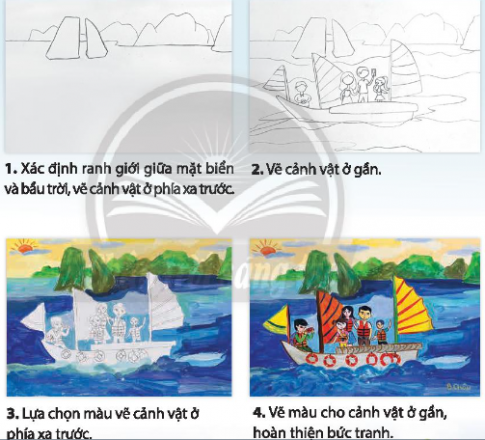 1. Xác định ranh giới giữa mặt biển
và bầu trời, vẽ cảnh vật ở phía xa trước.
2. Vẽ cảnh vật ở gần.
3. Lựa chọn màu vẽ cảnh vật ở
phía xa trước.
4. Vẽ màu cho cảnh vật ở gần,
hoàn thiện bức tranh.